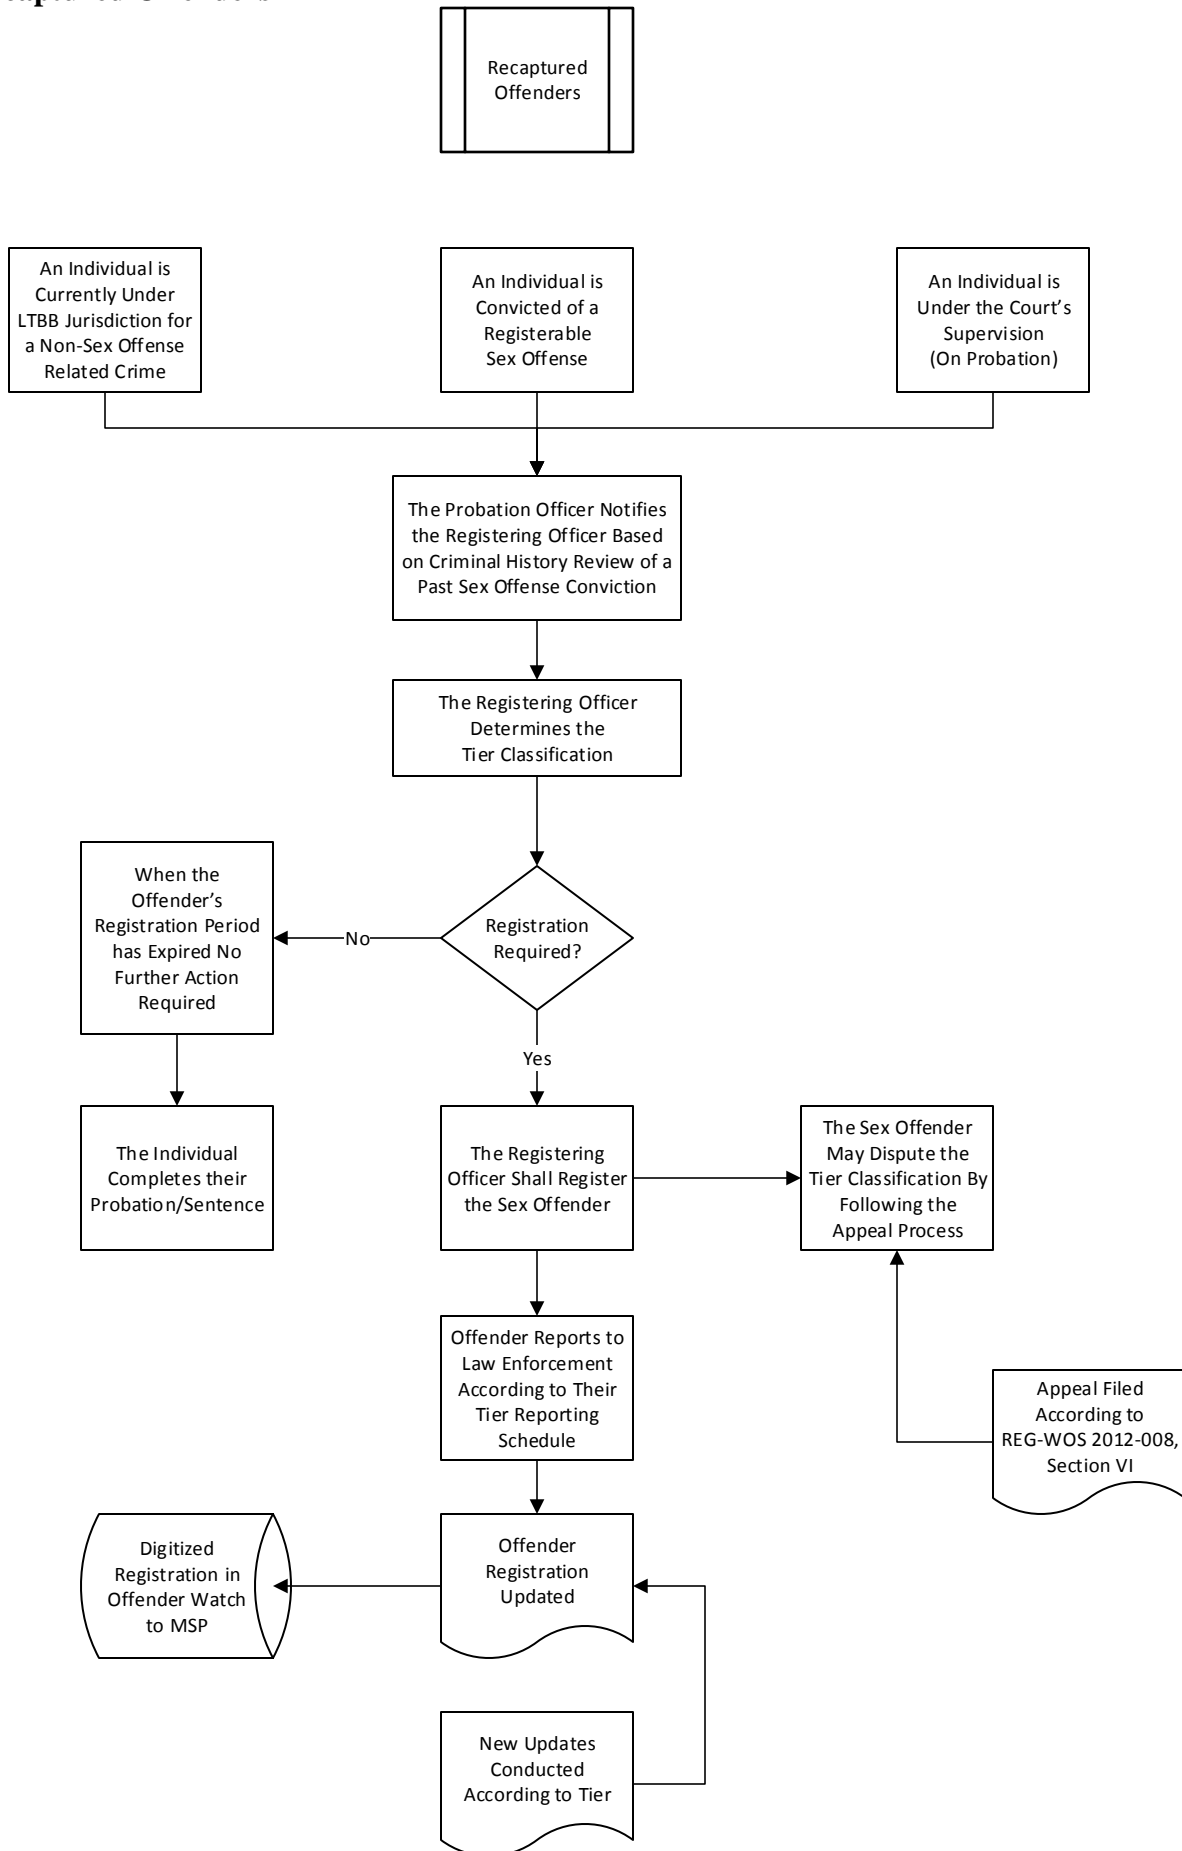 Recaptured
Offenders
An Individual is
Currently Under
LTBB Jurisdiction for
a Non-Sex Offense
Related Crime
An Individual is
Convicted of a
Registerable
Sex Offense
An Individual is
Under the Court’s
Supervision
(On Probation)
The Probation Officer Notifies
the Registering Officer Based
on Criminal History Review of a
Past Sex Offense Conviction
The Registering Officer
Determines the
Tier Classification
When the
Offender’s
Registration Period
has Expired No
Further Action
Required
No
Registration
Required?
Yes
The Individual
Completes their
Probation/Sentence
The Registering
Officer Shall Register
the Sex Offender
The Sex Offender
May Dispute the
Tier Classification By
Following the
Appeal Process
Offender Reports to
Law Enforcement
According to Their
Tier Reporting
Schedule
Appeal Filed
According to
REG-WOS 2012-008,
Section VI
Digitized
Registration in
Offender Watch
to MSP
Offender
Registration
Updated
New Updates
Conducted
According to Tier